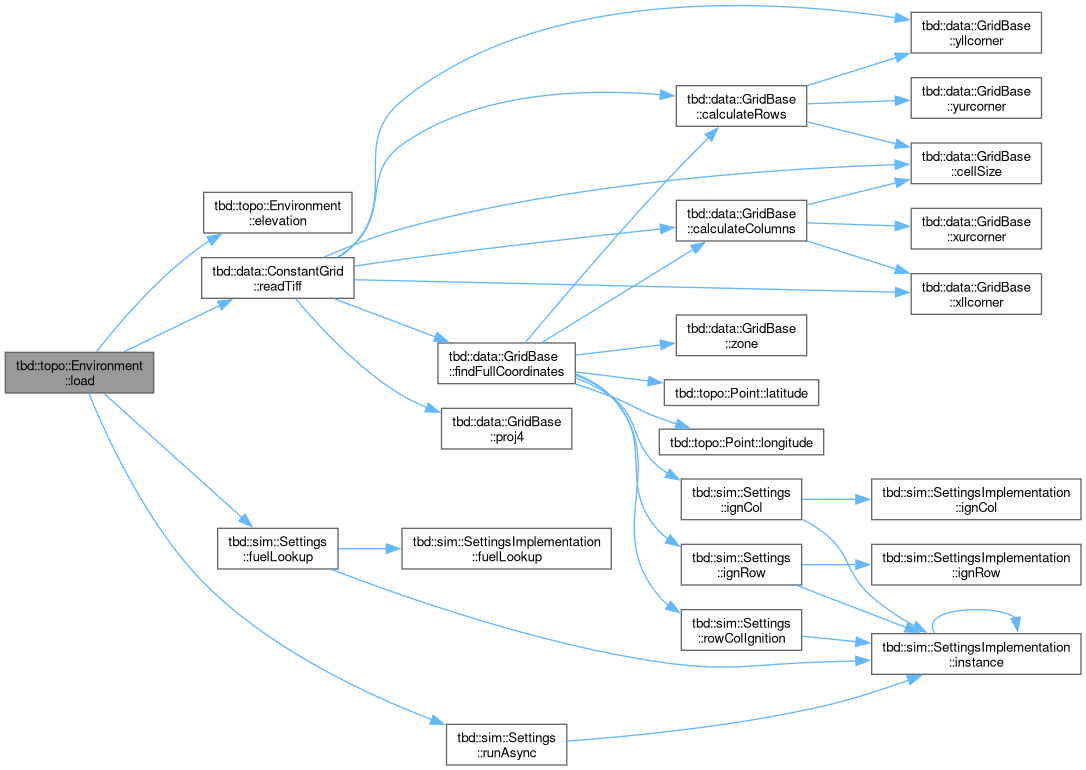 tbd::topo::Environment
::load
tbd::topo::Environment
::elevation
tbd::data::ConstantGrid
::readTiff
tbd::sim::Settings
::fuelLookup
tbd::data::GridBase
::findFullCoordinates
tbd::data::GridBase
::proj4
tbd::sim::SettingsImplementation
::fuelLookup
tbd::sim::Settings
::runAsync
tbd::data::GridBase
::calculateRows
tbd::data::GridBase
::calculateColumns
tbd::data::GridBase
::zone
tbd::topo::Point::latitude
tbd::topo::Point::longitude
tbd::sim::Settings
::ignCol
tbd::sim::Settings
::ignRow
tbd::sim::Settings
::rowColIgnition
tbd::data::GridBase
::yllcorner
tbd::data::GridBase
::yurcorner
tbd::data::GridBase
::cellSize
tbd::data::GridBase
::xurcorner
tbd::data::GridBase
::xllcorner
tbd::sim::SettingsImplementation
::ignCol
tbd::sim::SettingsImplementation
::ignRow
tbd::sim::SettingsImplementation
::instance